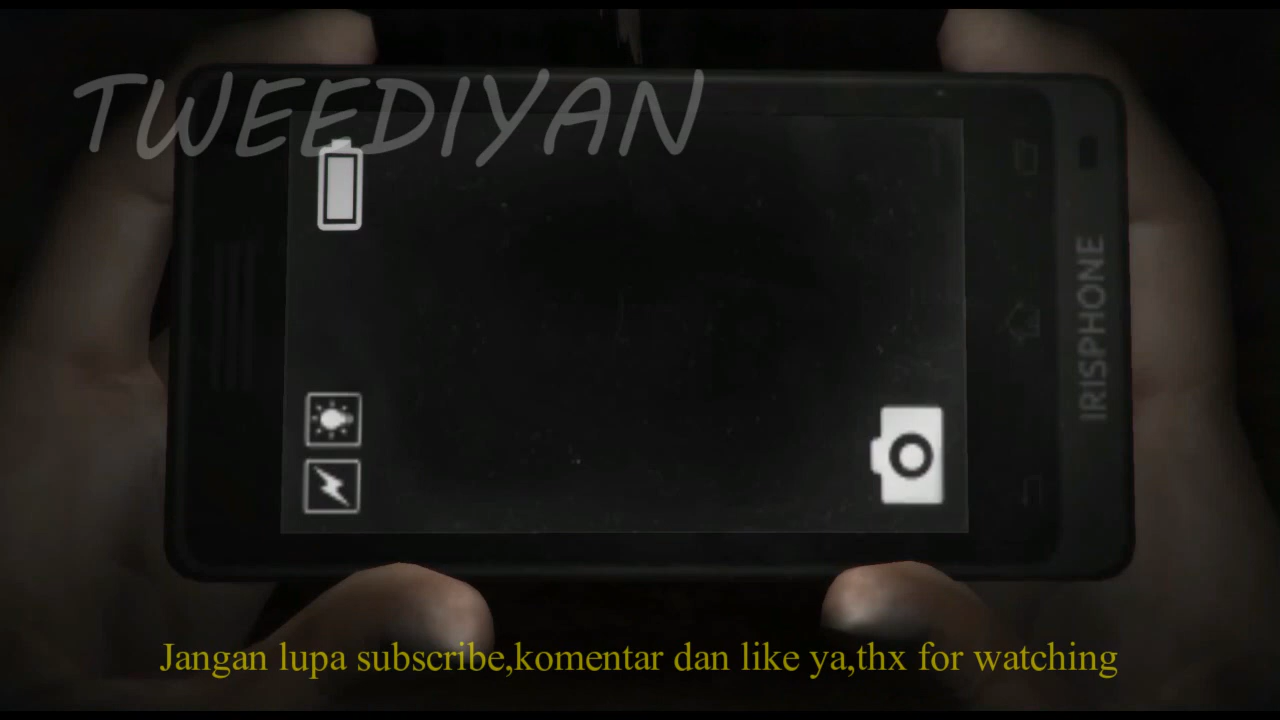 TWEEDIYAN
IRISPHONE
Jangan lupa subscribe,komentar dan like ya,thx for watching